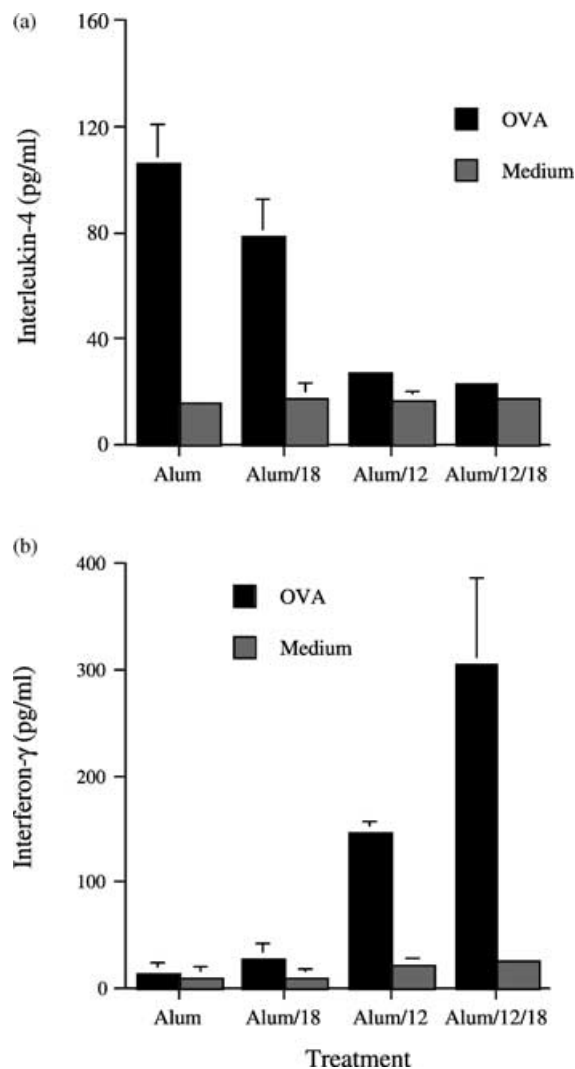 (a)
160
120
80
40
0
Interleukin-4 (pg/ml)
OVA
Medium
Alum Alum/18 Alum/12 Alum/12/18
(b)
400
300
200
100
0
Interferon-γ (pg/ml)
OVA
Medium
Alum Alum/18 Alum/12 Alum/12/18
Treatment